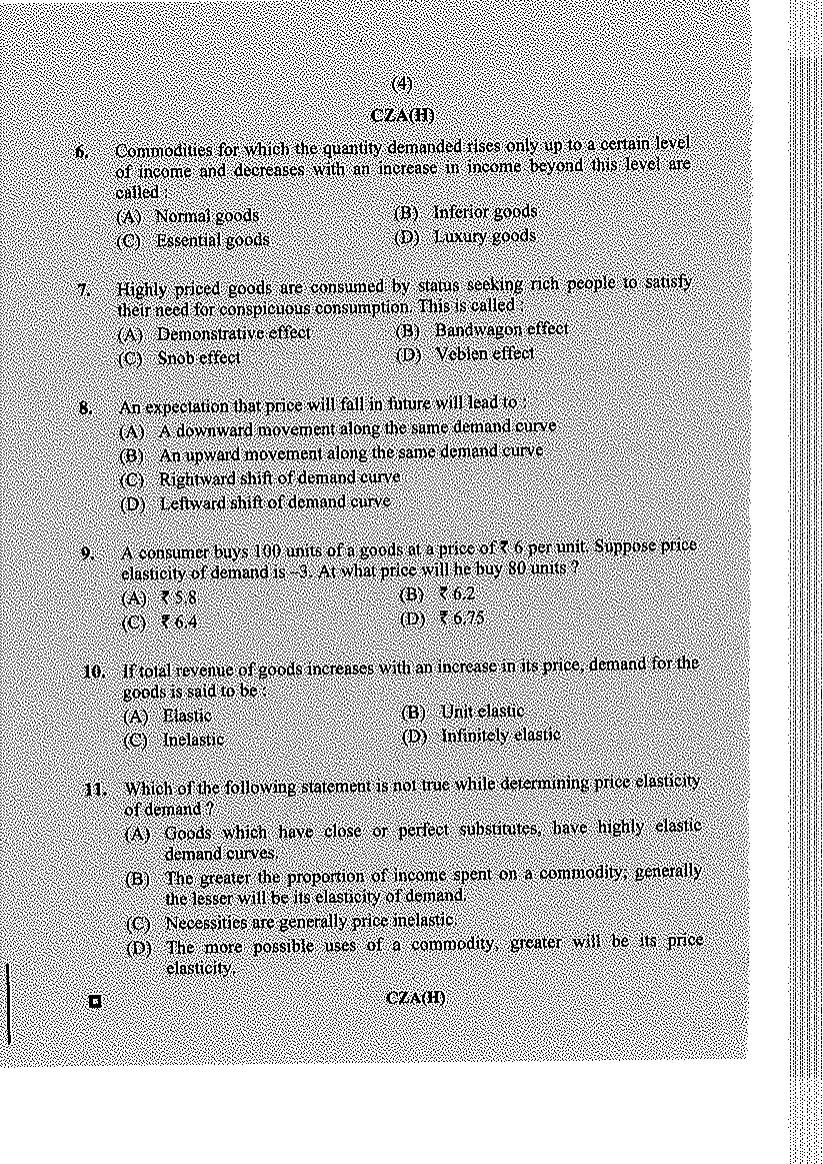 (4)
CZA(H)
6. Commodities for which the quantity demanded rises only up to a certain level
of income and decreases with an increase in income beyond this level are
called :
(A) Normal goods (B) Inferior goods
(C) Essential goods (D) Luxury goods
7. Highly priced goods are consumed by status seeking rich people to satisfy
their need for conspicuous consumption. This is called :
(A) Demonstrative effect (B) Bandwagon effect
(C) Snob effect (D) Veblen effect
8. An expectation that price will fall in future will lead to :
(A) A downward movement along the same demand curve
(B) An upward movement along the same demand curve
(C) Rightward shift of demand curve
(D) Leftward shift of demand curve
9. A consumer buys 100 units of a goods at a price of ₹ 6 per unit. Suppose price
elasticity of demand is –3. At what price will he buy 80 units ?
(A) ₹ 5.8 (B) ₹ 6.2
(C) ₹ 6.4 (D) ₹ 6.75
10. If total revenue of goods increases with an increase in its price, demand for the
goods is said to be :
(A) Elastic (B) Unit elastic
(C) Inelastic (D) Infinitely elastic
11. Which of the following statement is not true while determining price elasticity
of demand ?
(A) Goods which have close or perfect substitutes, have highly elastic
demand curves.
(B) The greater the proportion of income spent on a commodity; generally
the lesser will be its elasticity of demand.
(C) Necessities are generally price inelastic.
(D) The more possible uses of a commodity, greater will be its price
elasticity.
CZA(H)